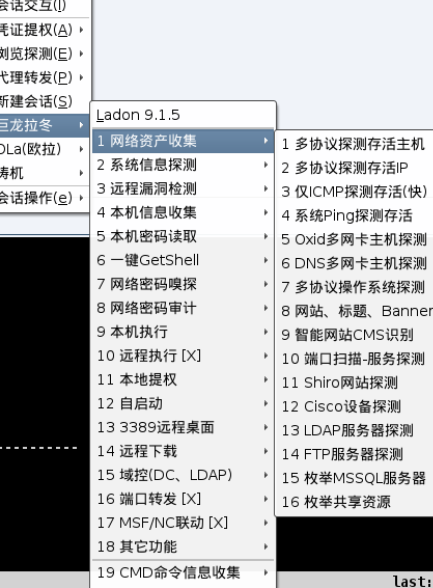 会话交互(I)
凭证提权(A)
浏览探测(E)
代理转发(P)
新建会话(S)
巨龙拉冬
OLa(欧拉)
梼杌
会话操作(e)
Ladon 9.1.5
1 网络资产收集
2 系统信息探测
3 远程漏洞检测
4 本机信息收集
5 本机密码读取
6 一键GetShell
7 网络密码嗅探
8 网络密码审计
9 本机执行
10 远程执行 [X]
11 本地提权
12 自启动
13 3389远程桌面
14 远程下载
15 域控(DC、LDAP)
16 端口转发 [X]
17 MSF/NC联动 [X]
18 其它功能
19 CMD命令信息收集
1 多协议探测存活主机
2 多协议探测存活IP
3 仅ICMP探测存活(快)
4 系统Ping探测存活
5 Oxid多网卡主机探测
6 DNS多网卡主机探测
7 多协议操作系统探测
8 网站、标题、Banner
9 智能网站CMS识别
10 端口扫描-服务探测
11 Shiro网站探测
12 Cisco设备探测
13 LDAP服务器探测
14 FTP服务器探测
15 枚举MSSQL服务器
16 枚举共享资源
last: